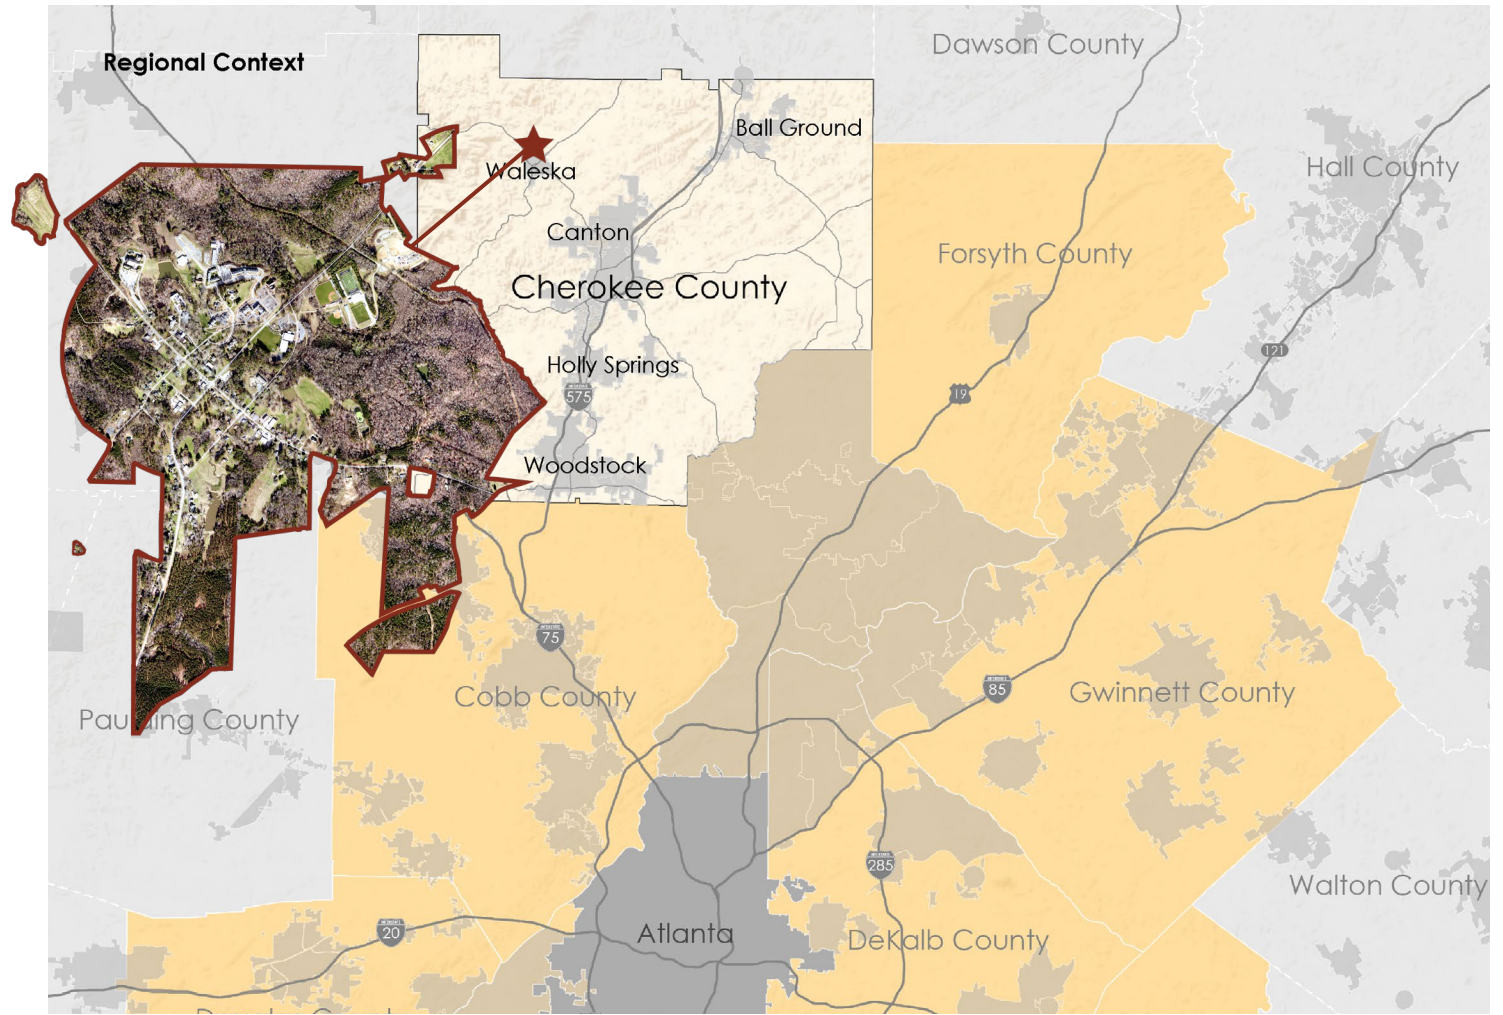 Regional Context
Dawson County
Ball Ground
Hall County
Waleska
Canton
Forsyth County
Cherokee County
121
Holly Springs
19
575
Woodstock
75
85
Cobb County
Gwinnett County
Paulding County
285
Walton County
20
Atlanta
DeKalb County